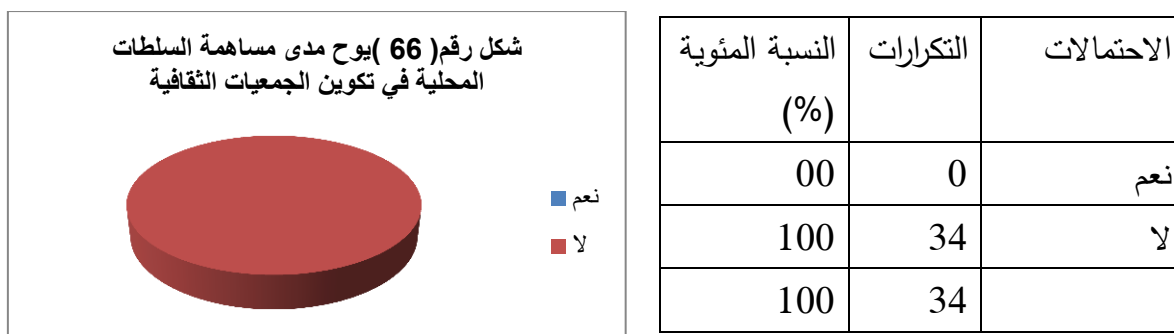 الاحتمالات التكرارات النسبة المئوية (%)
نعم 0 00
لا 34 100
34 100
شكل رقم( 66 )يوح مدى مساهمة السلطات
المحلية في تكوين الجمعيات الثقافية
نعم
لا